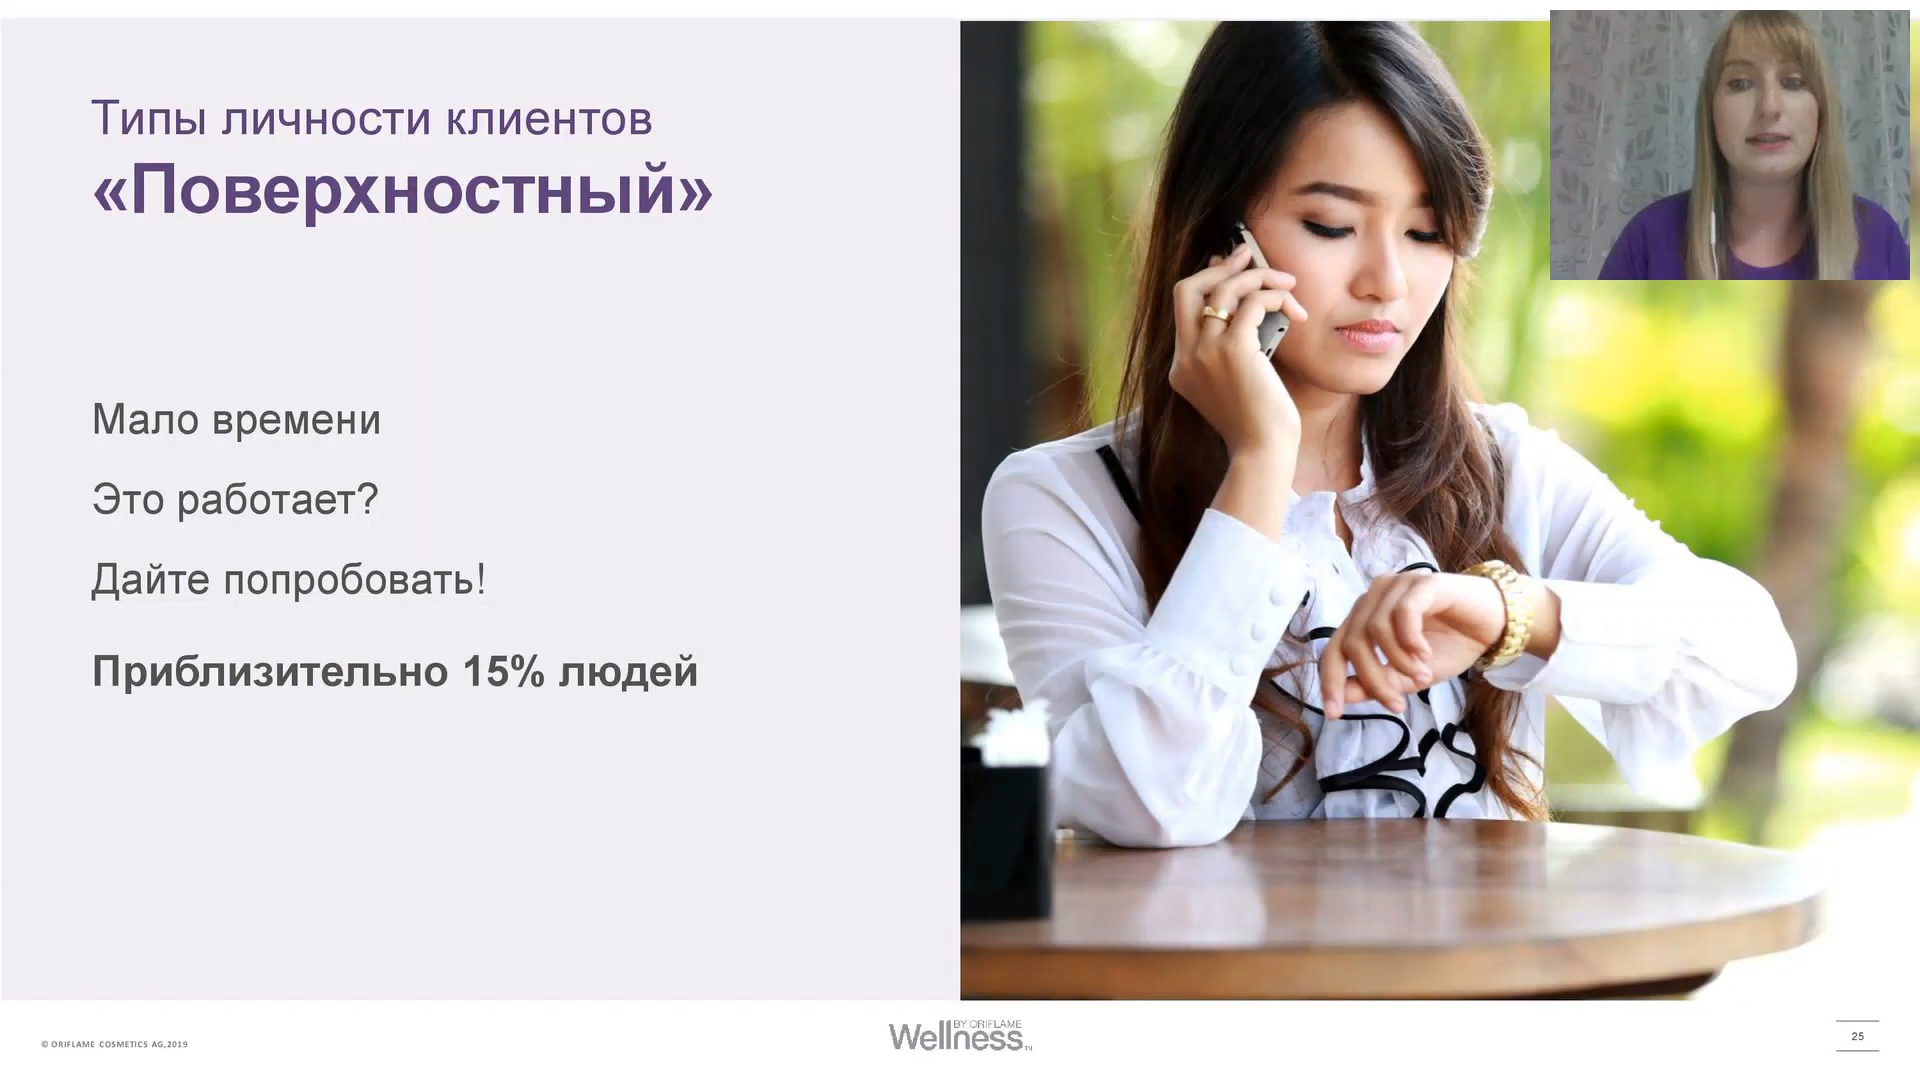 Типы личности клиентов
«Поверхностный»
Мало времени
Это работает?
Дайте попробовать!
Приблизительно 15% людей
© ORIFLAME COSMETICS AG,2019
BY ORIFLAME
Wellness™
25